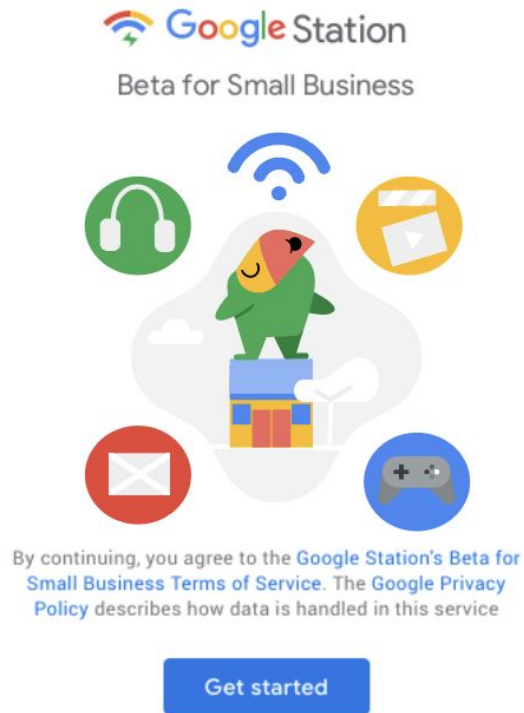 Google Station
Beta for Small Business
By continuing, you agree to the Google Station's Beta for
Small Business Terms of Service. The Google Privacy
Policy describes how data is handled in this service
Get started